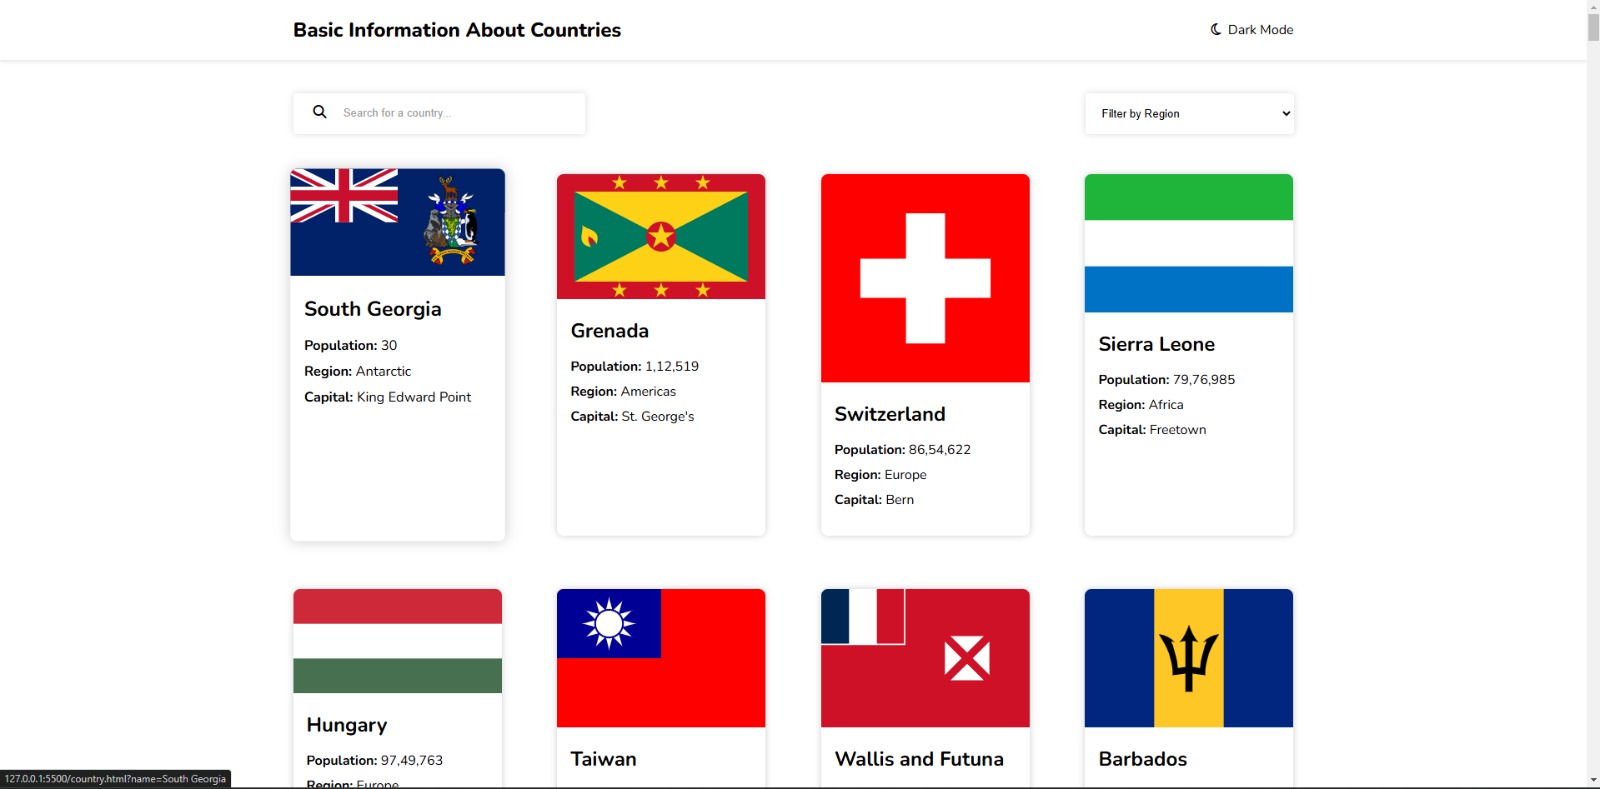 Basic Information About Countries
Dark Mode
Search for a country...
Filter by Region
South Georgia
Population: 30
Region: Antarctic
Capital: King Edward Point
Grenada
Population: 1,12,519
Region: Americas
Capital: St. George's
Switzerland
Population: 86,54,622
Region: Europe
Capital: Bern
Sierra Leone
Population: 79,76,985
Region: Africa
Capital: Freetown
Hungary
Population: 97,49,763
Region: Europe
Taiwan
Wallis and Futuna
Barbados
127.0.0.1:5500/country.html?name=South Georgia